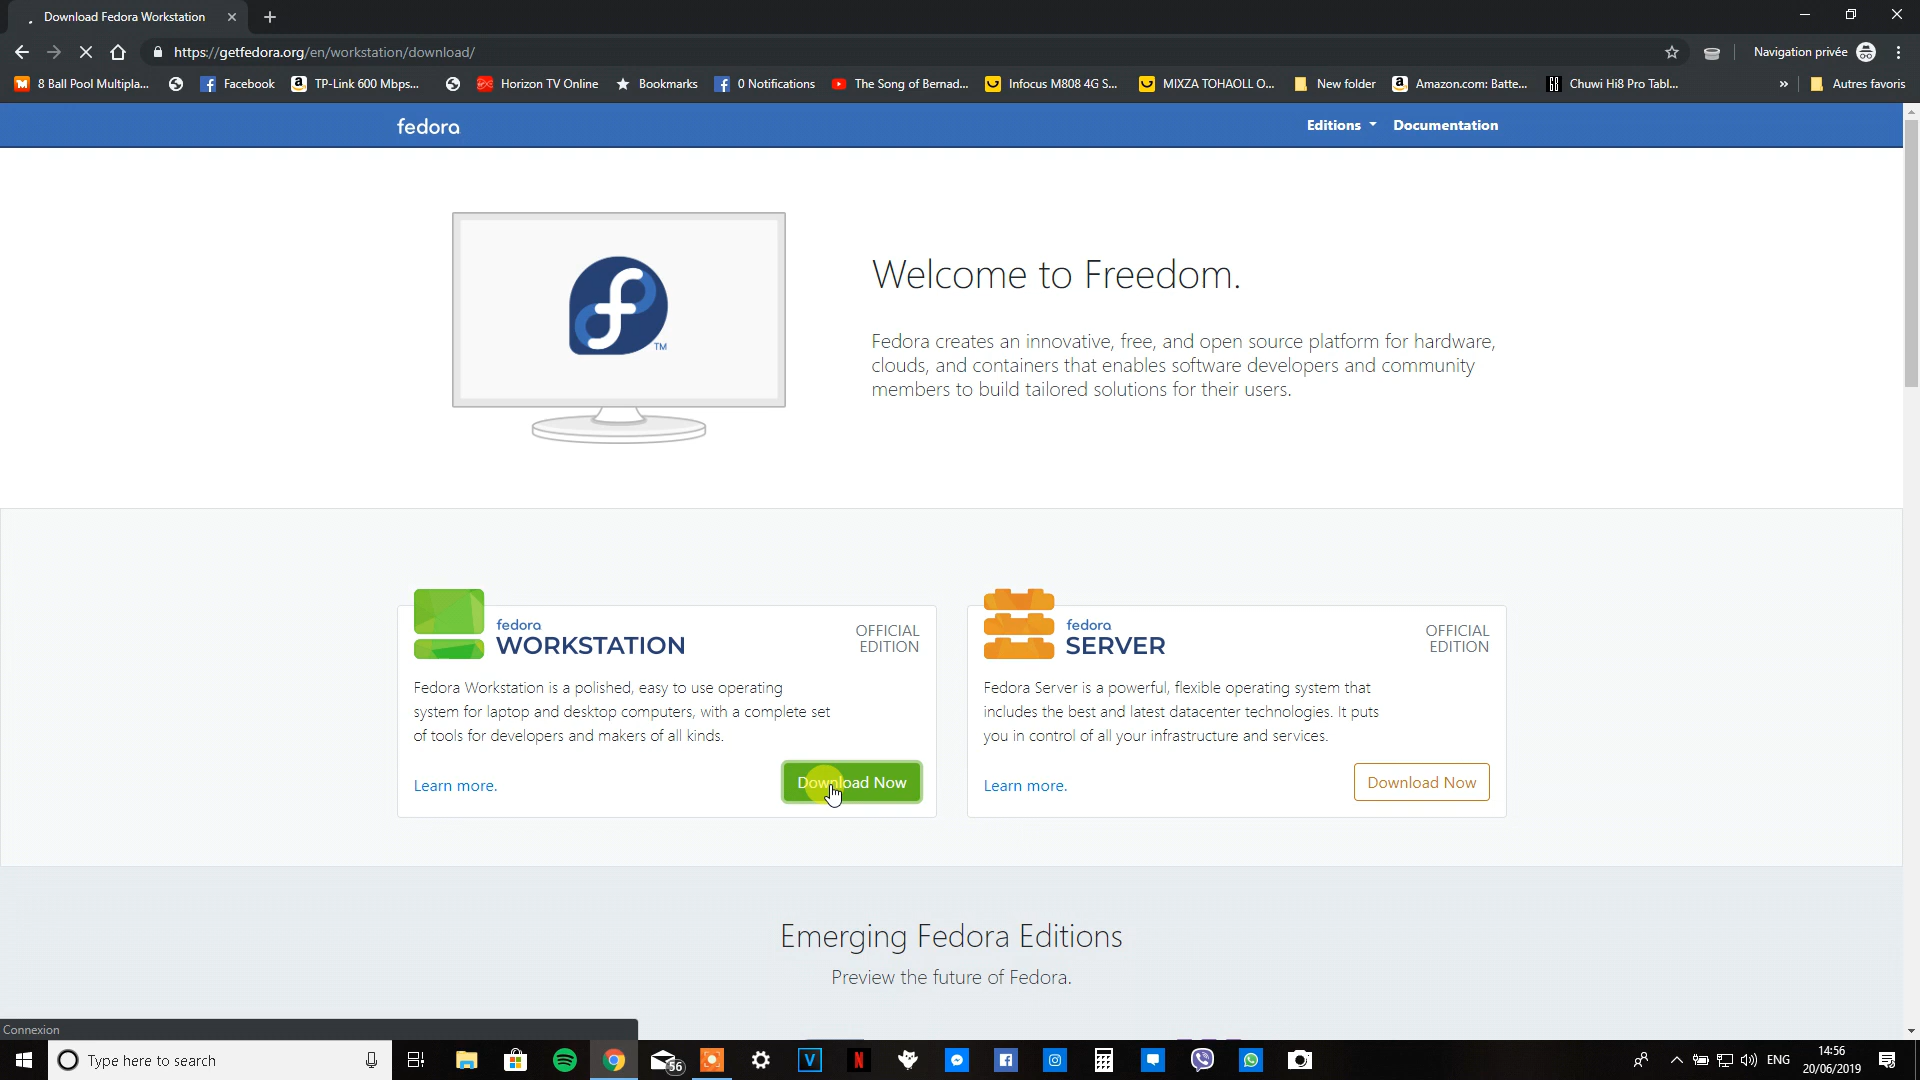 Download Fedora Workstation
https://getfedora.org/en/workstation/download/
Navigation privée
8 Ball Pool Multipla...
Facebook
TP-Link 600 Mbps...
Horizon TV Online
Bookmarks
0 Notifications
The Song of Bernad...
Infocus M808 4G S...
MIXZA TOHAOLL O...
New folder
Amazon.com: Batte...
Chuwi Hi8 Pro Tabl...
»
Autres favoris
fedora
Editions
Documentation
TM
Welcome to Freedom.
Fedora creates an innovative, free, and open source platform for hardware,
clouds, and containers that enables software developers and community
members to build tailored solutions for their users.
fedora
WORKSTATION
OFFICIAL
EDITION
Fedora Workstation is a polished, easy to use operating
system for laptop and desktop computers, with a complete set
of tools for developers and makers of all kinds.
Learn more.
Download Now
fedora
SERVER
OFFICIAL
EDITION
Fedora Server is a powerful, flexible operating system that
includes the best and latest datacenter technologies. It puts
you in control of all your infrastructure and services.
Learn more.
Download Now
Emerging Fedora Editions
Preview the future of Fedora.
Connexion
Type here to search
56
V
N
ENG
14:56
20/06/2019